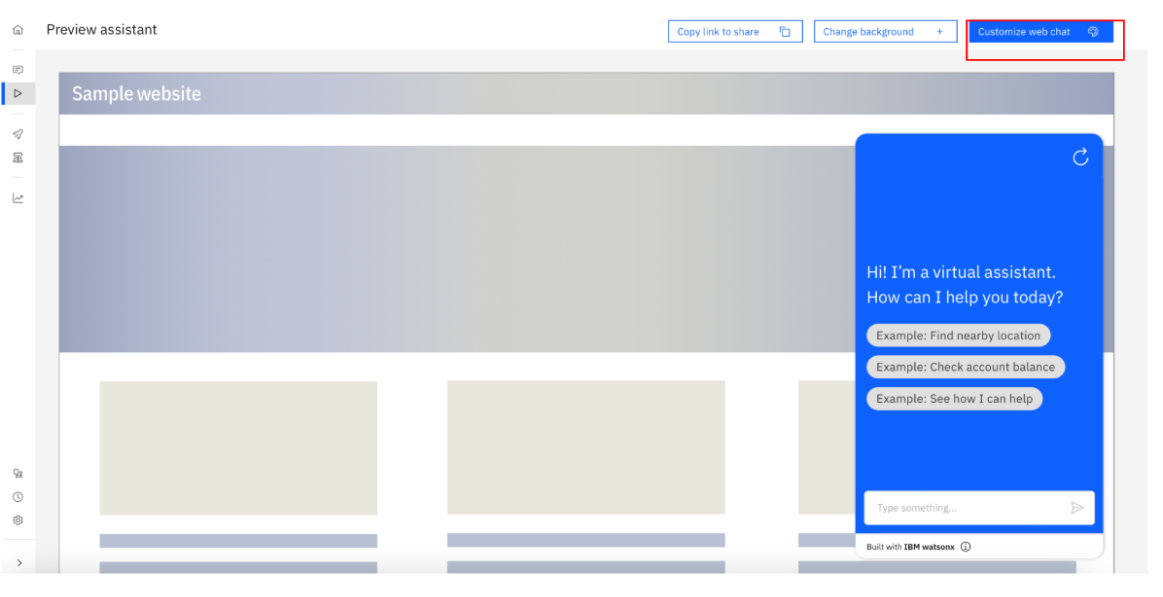 Preview assistant
Copy link to share
Change background +
Customize web chat
Sample website
Hi! I'm a virtual assistant.
How can I help you today?
Example: Find nearby location
Example: Check account balance
Example: See how I can help
Type something...
Built with IBM watsonx